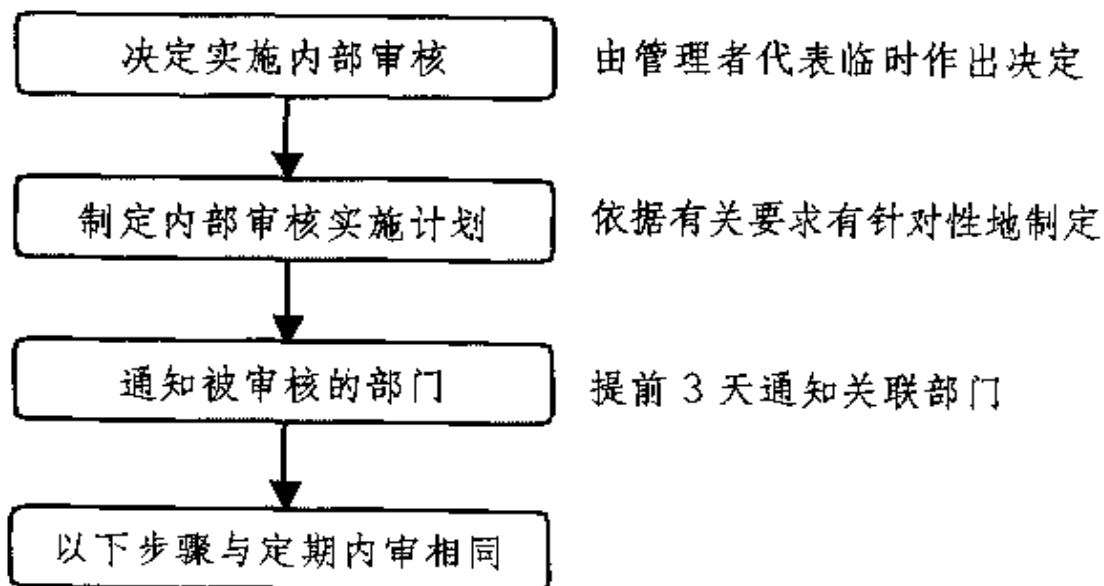 决定实施内部审核
由管理者代表临时作出决定
制定内部审核实施计划
依据有关要求有针对性地制定
通知被审核的部门
提前 3 天通知关联部门
以下步骤与定期内审相同